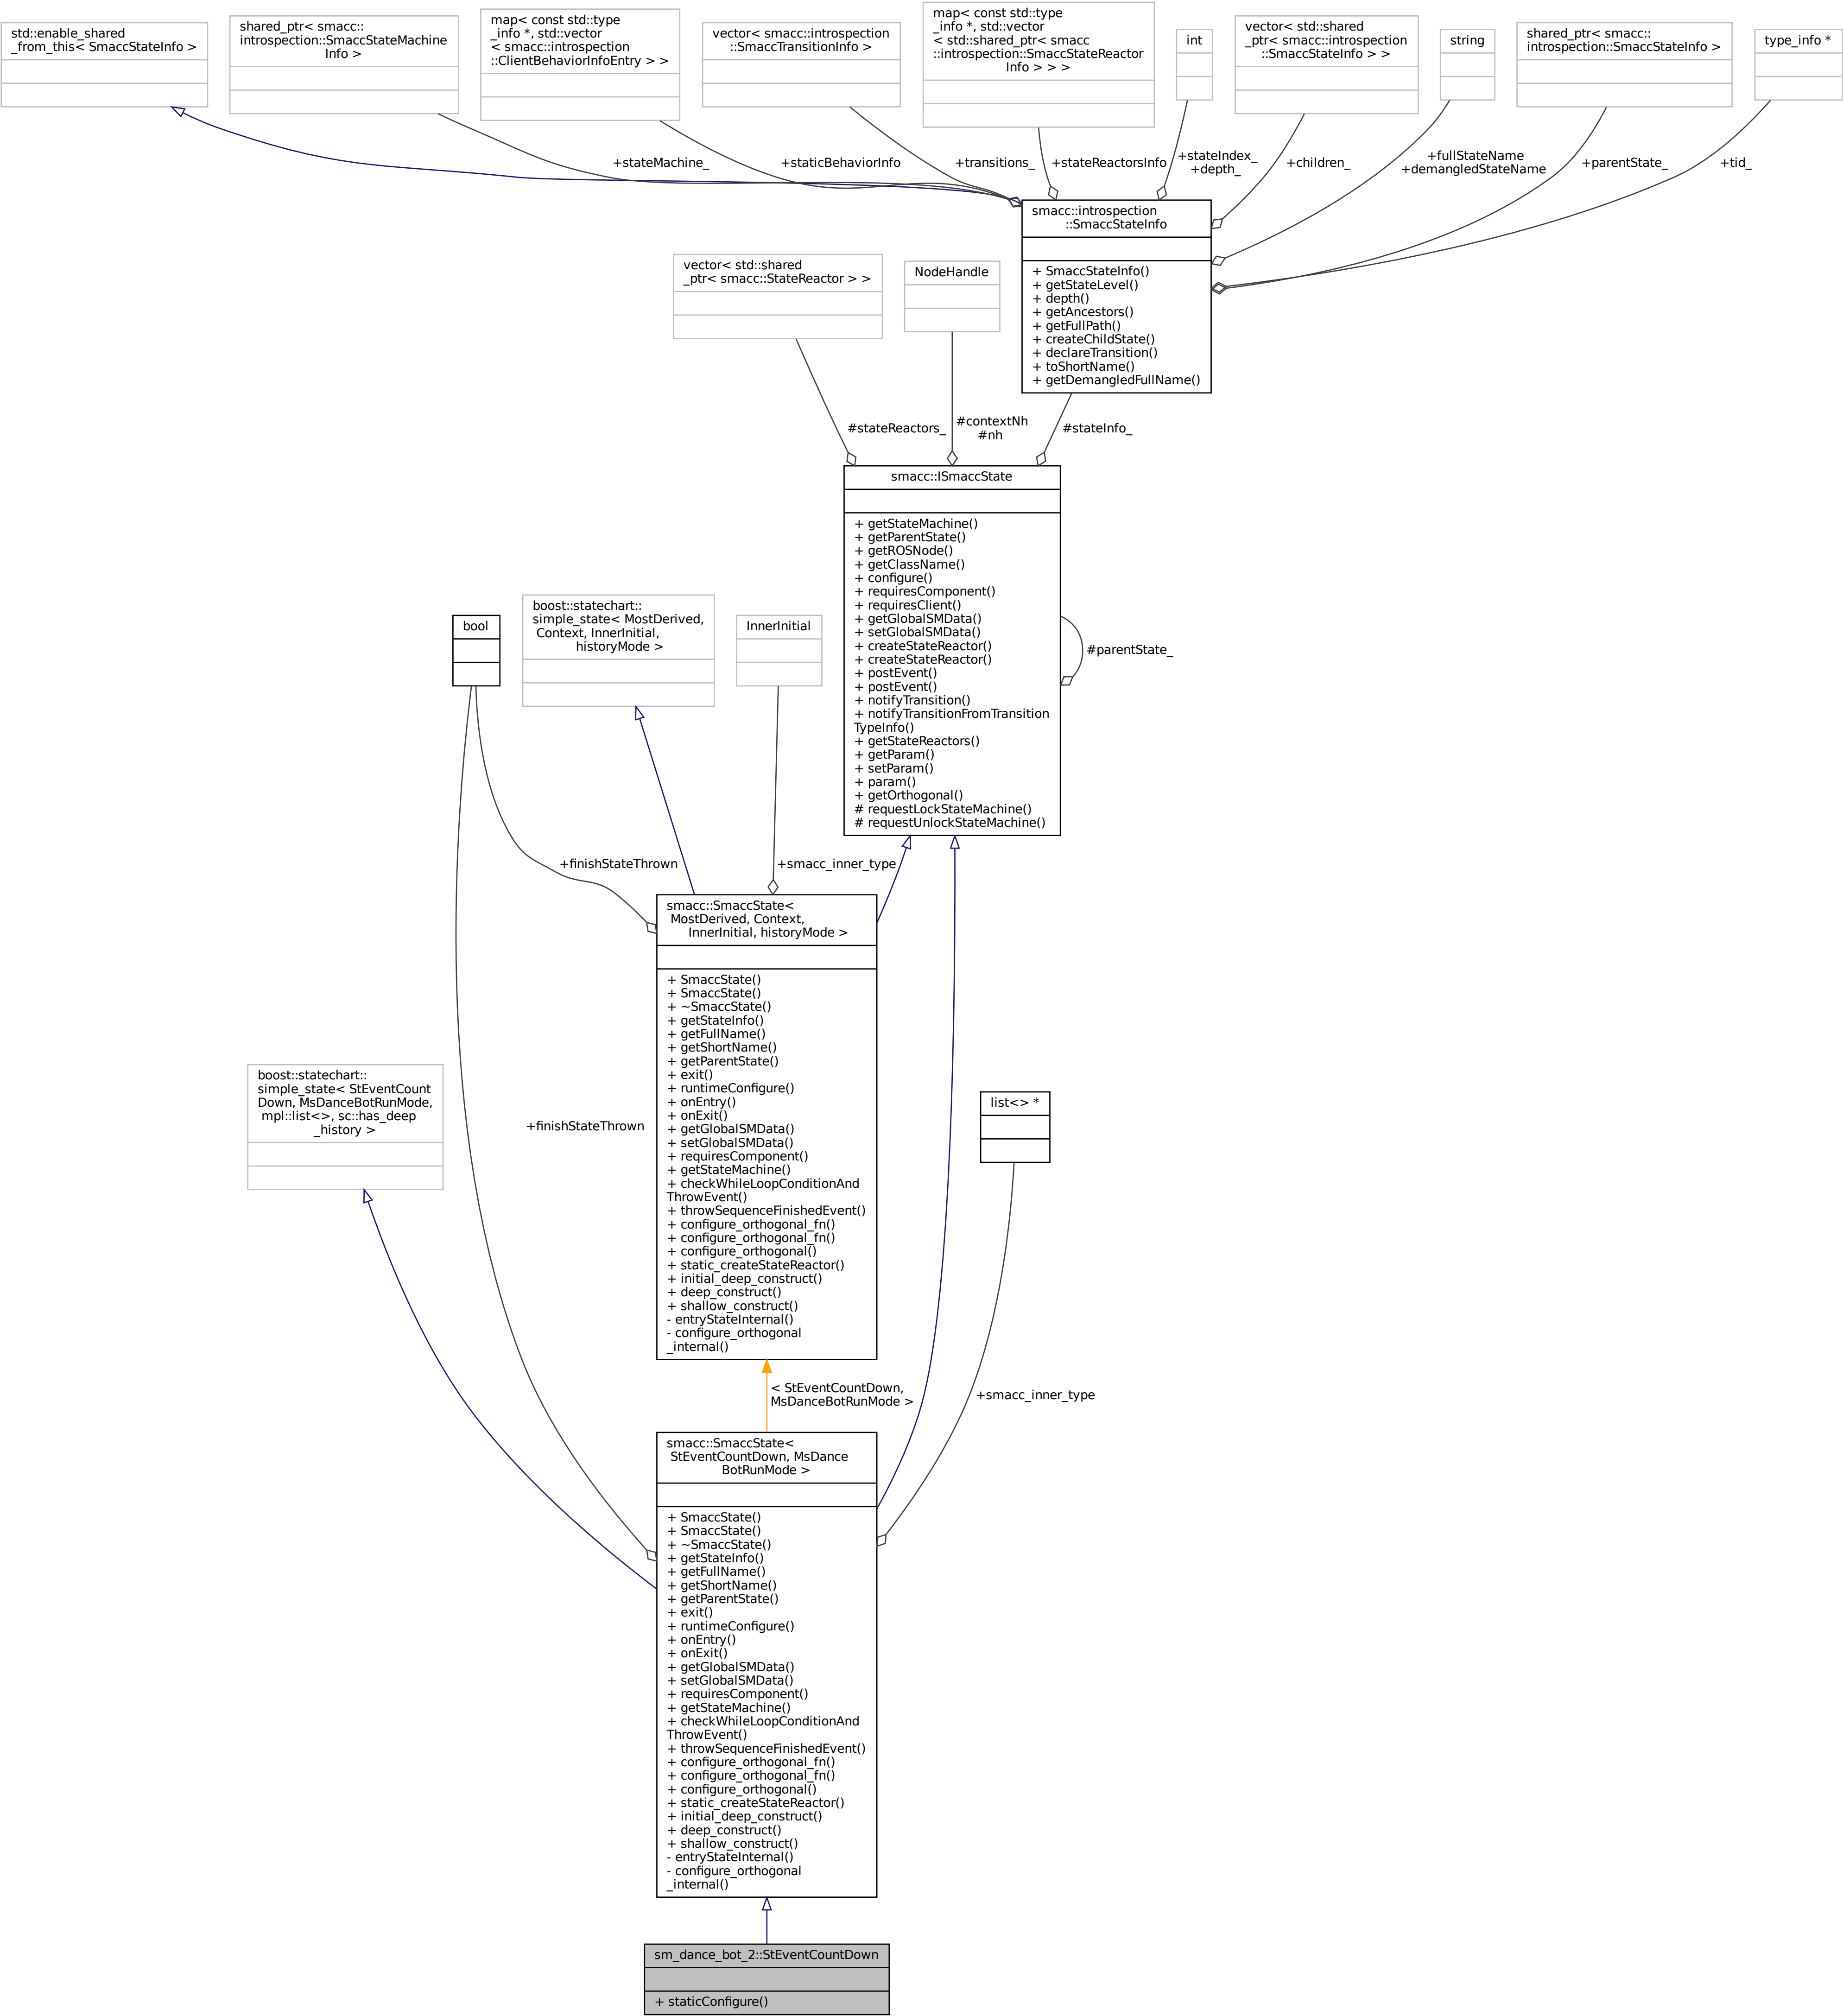 std::enable_shared
_from_this< SmaccStateInfo >
shared_ptr< smacc::
introspection::SmaccStateMachine
Info >
map< const std::type
_info *, std::vector
< smacc::introspection
::ClientBehaviorInfoEntry > >
vector< smacc::introspection
::SmaccTransitionInfo >
map< const std::type
_info *, std::vector
< std::shared_ptr< smacc
::introspection::SmaccStateReactor
Info > > >
int
vector< std::shared
_ptr< smacc::introspection
::SmaccStateInfo > >
string
shared_ptr< smacc::
introspection::SmaccStateInfo >
type_info *
+stateMachine_
+staticBehaviorInfo
+transitions_
+stateReactorsInfo
+stateIndex_
+depth_
+children_
+fullStateName
+demangledStateName
+parentState_
+tid_
smacc::introspection
::SmaccStateInfo
+ SmaccStateInfo()
+ getStateLevel()
+ depth()
+ getAncestors()
+ getFullPath()
+ createChildState()
+ declareTransition()
+ toShortName()
+ getDemangledFullName()
vector< std::shared
_ptr< smacc::StateReactor > >
NodeHandle
#stateReactors_
#contextNh
#nh
#stateInfo_
smacc::ISmaccState
+ getStateMachine()
+ getParentState()
+ getROSNode()
+ getClassName()
+ configure()
+ requiresComponent()
+ requiresClient()
+ getGlobalSMData()
+ setGlobalSMData()
+ createStateReactor()
+ createStateReactor()
+ postEvent()
+ postEvent()
+ notifyTransition()
+ notifyTransitionFromTransition
TypeInfo()
+ getStateReactors()
+ getParam()
+ setParam()
+ param()
+ getOrthogonal()
# requestLockStateMachine()
# requestUnlockStateMachine()
#parentState_
bool
boost::statechart::
simple_state< MostDerived,
Context, InnerInitial,
historyMode >
InnerInitial
+finishStateThrown
+smacc_inner_type
smacc::SmaccState<
MostDerived, Context,
InnerInitial, historyMode >
+ SmaccState()
+ SmaccState()
+ ~SmaccState()
+ getStateInfo()
+ getFullName()
+ getShortName()
+ getParentState()
+ exit()
+ runtimeConfigure()
+ onEntry()
+ onExit()
+ getGlobalSMData()
+ setGlobalSMData()
+ requiresComponent()
+ getStateMachine()
+ checkWhileLoopConditionAnd
ThrowEvent()
+ throwSequenceFinishedEvent()
+ configure_orthogonal_fn()
+ configure_orthogonal_fn()
+ configure_orthogonal()
+ static_createStateReactor()
+ initial_deep_construct()
+ deep_construct()
+ shallow_construct()
- entryStateInternal()
- configure_orthogonal
_internal()
boost::statechart::
simple_state< StEventCount
Down, MsDanceBotRunMode,
mpl::list<>, sc::has_deep
_history >
+finishStateThrown
list<> *
< StEventCountDown,
MsDanceBotRunMode >
+smacc_inner_type
smacc::SmaccState<
StEventCountDown, MsDance
BotRunMode >
+ SmaccState()
+ SmaccState()
+ ~SmaccState()
+ getStateInfo()
+ getFullName()
+ getShortName()
+ getParentState()
+ exit()
+ runtimeConfigure()
+ onEntry()
+ onExit()
+ getGlobalSMData()
+ setGlobalSMData()
+ requiresComponent()
+ getStateMachine()
+ checkWhileLoopConditionAnd
ThrowEvent()
+ throwSequenceFinishedEvent()
+ configure_orthogonal_fn()
+ configure_orthogonal_fn()
+ configure_orthogonal()
+ static_createStateReactor()
+ initial_deep_construct()
+ deep_construct()
+ shallow_construct()
- entryStateInternal()
- configure_orthogonal
_internal()
sm_dance_bot_2::StEventCountDown
+ staticConfigure()